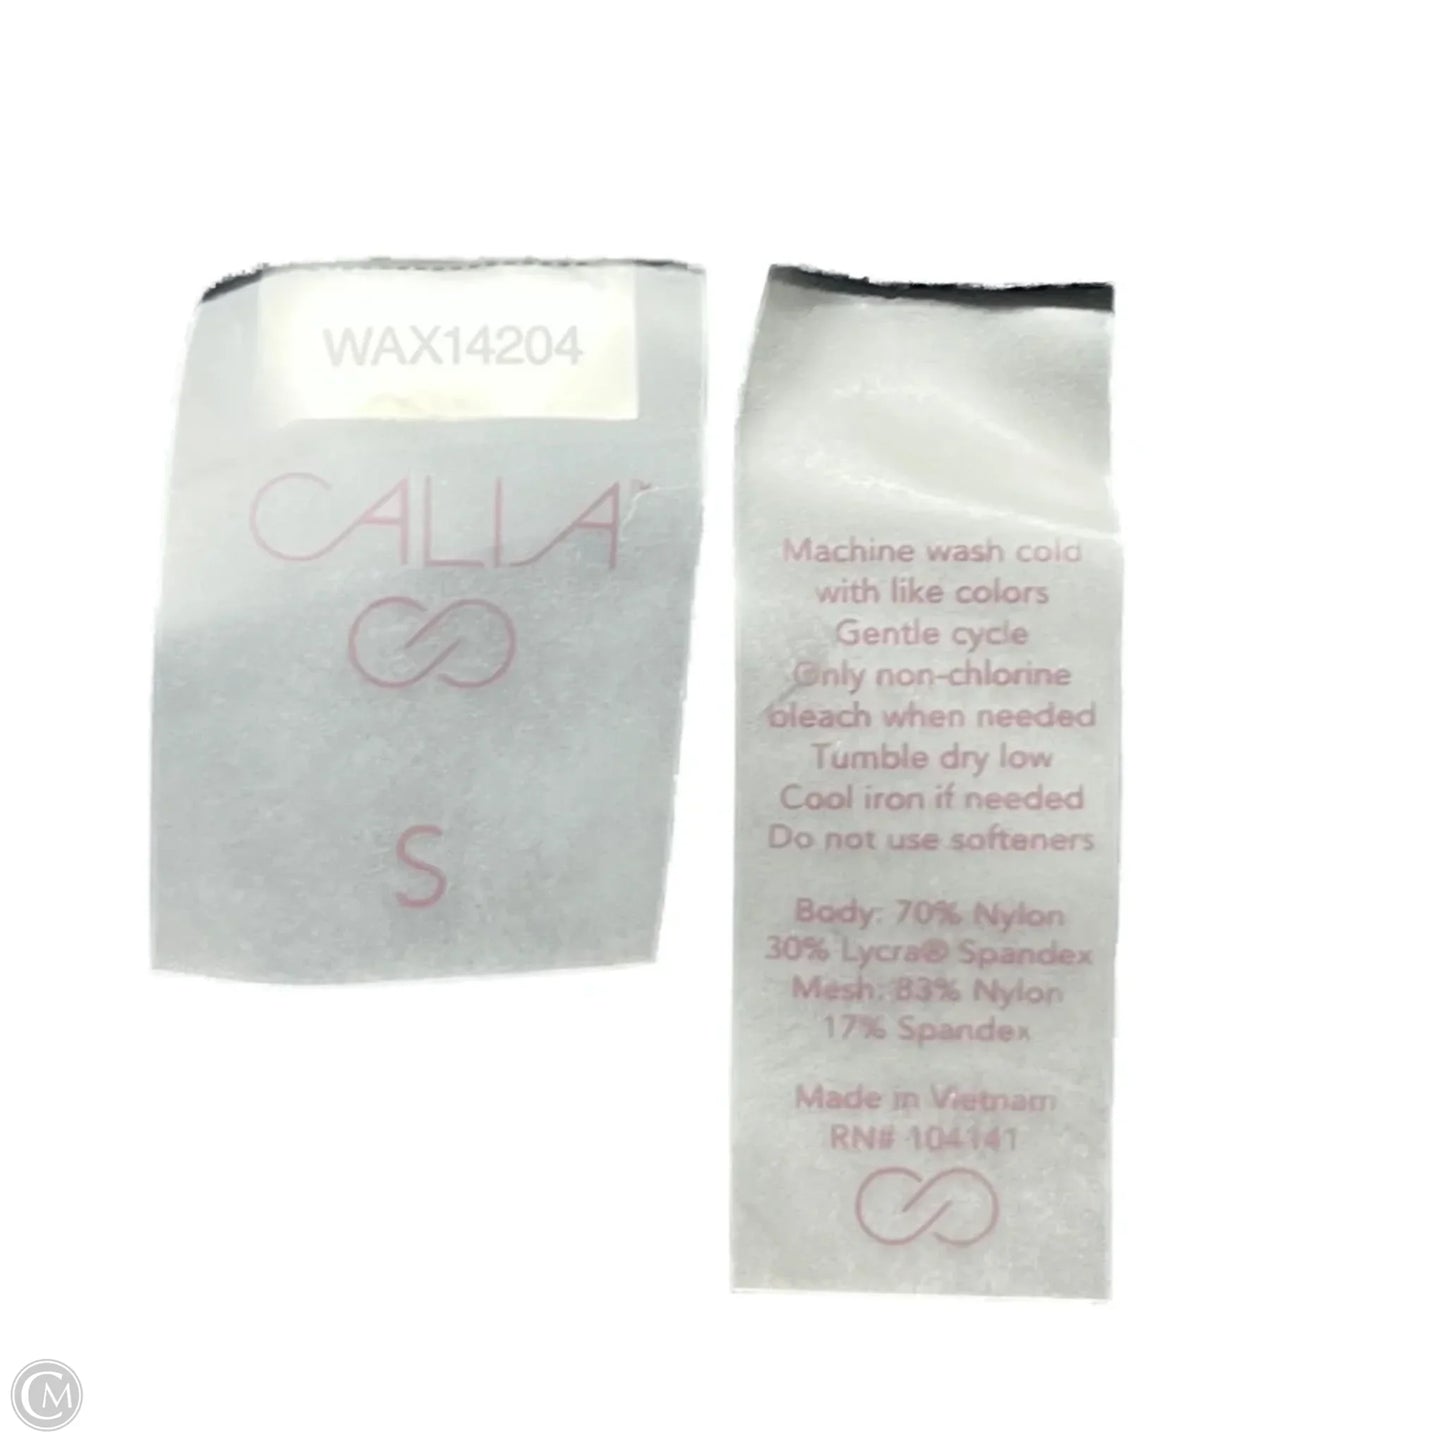 WAX14204
CALIA™
S
Machine wash cold
with like colors
Gentle cycle
Only non-chlorine
bleach when needed
Tumble dry low
Cool iron if needed
Do not use softeners
Body: 70% Nylon
30% Lycra® Spandex
Mesh: 83% Nylon
17% Spandex
Made in Vietnam
RN# 104141
CM